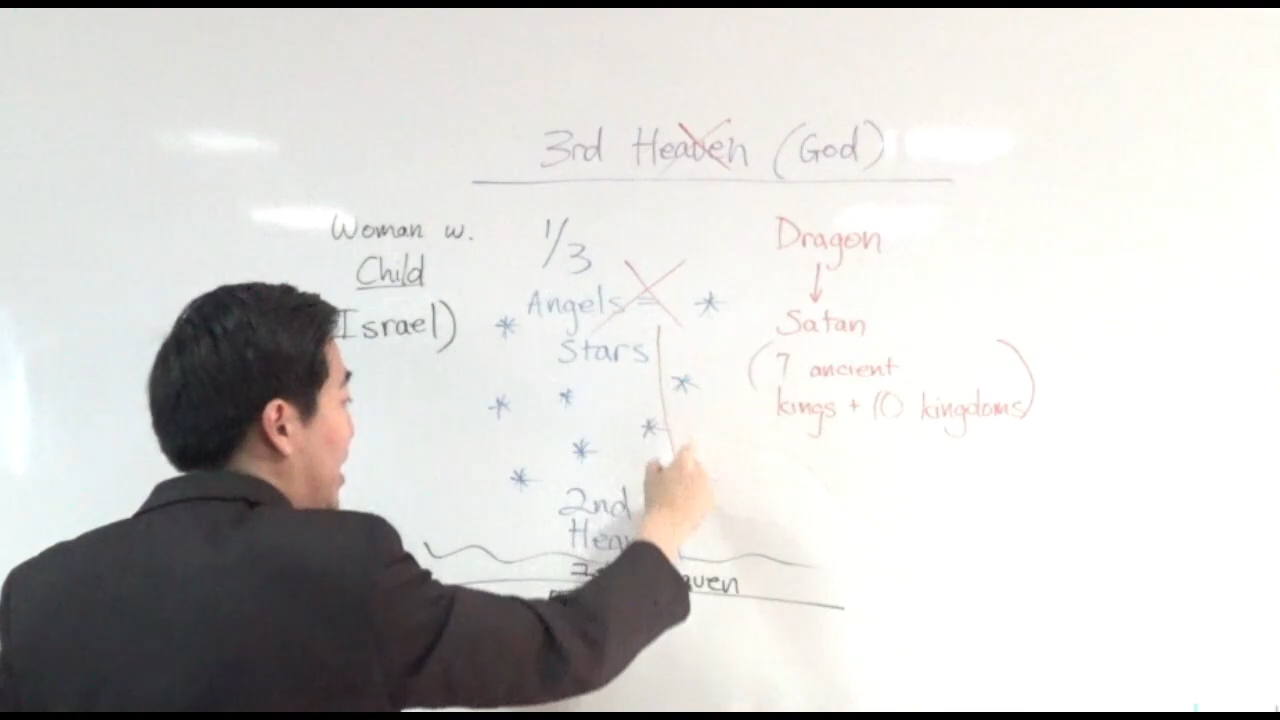 3rd Heaven (God)
Woman w.
Child
Israel)
1/3
Angels =
Stars
Dragon
↓
Satan
(7 ancient
kings + 10 kingdoms)
2nd